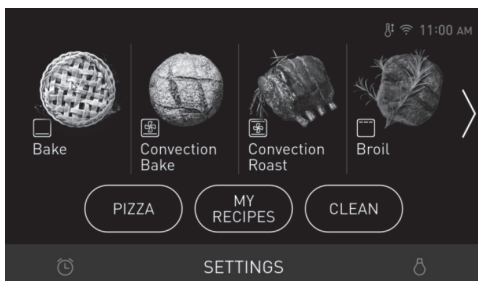 11:00 AM
Bake
Convection
Bake
Convection
Roast
Broil
PIZZA
MY
RECIPES
CLEAN
SETTINGS